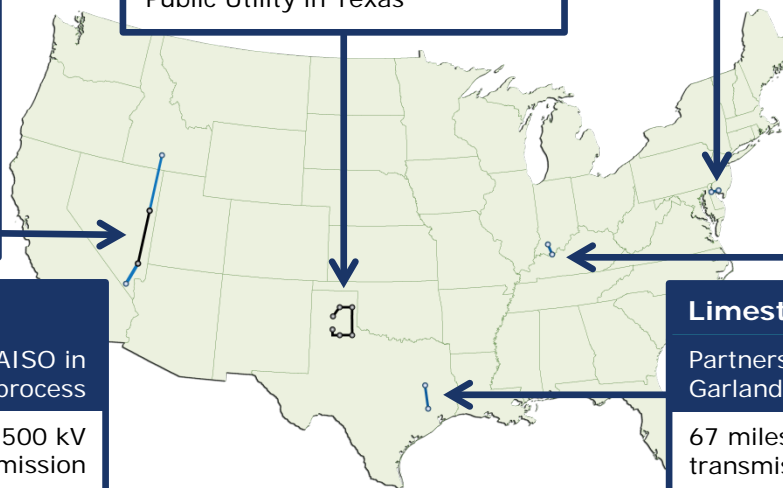 Public Utility in Texas
AISO in
process
500 kV
mission
Limest
Partners
Garland
67 miles
transmis